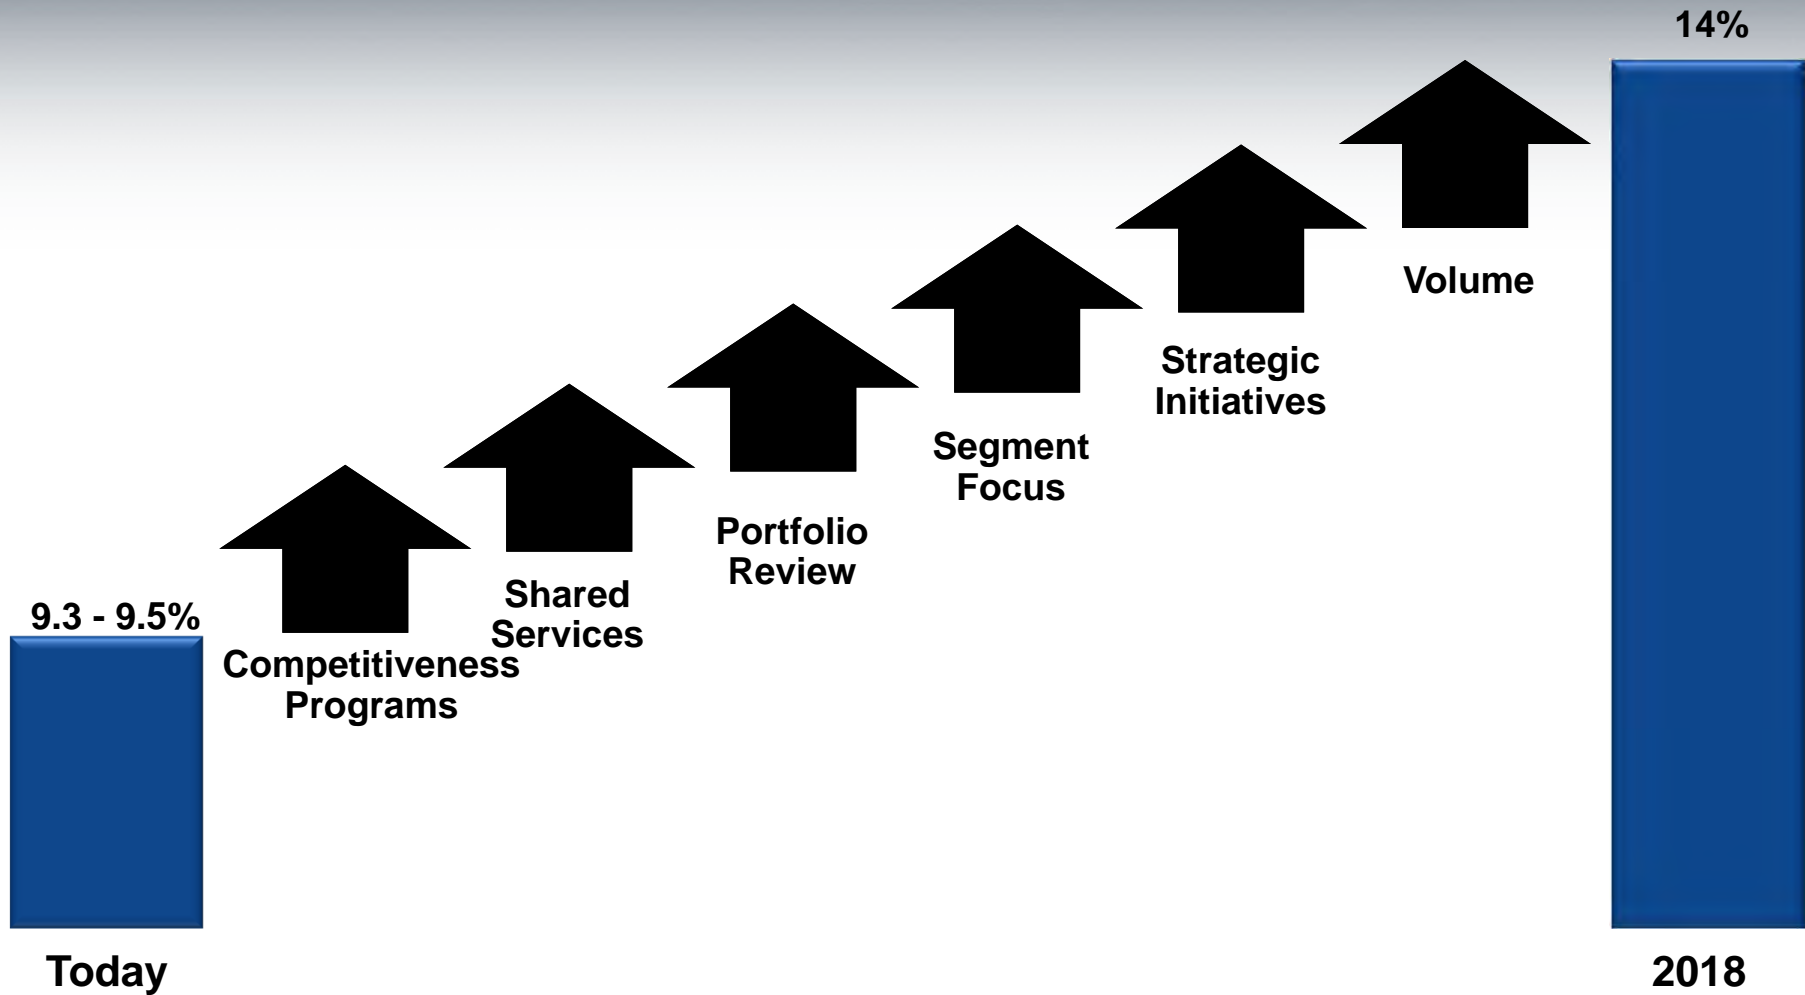 14%
Volume
Strategic
Initiatives
Segment
Focus
Portfolio
Review
Shared
Services
9.3 - 9.5%
Competitiveness
Programs
Today
2018